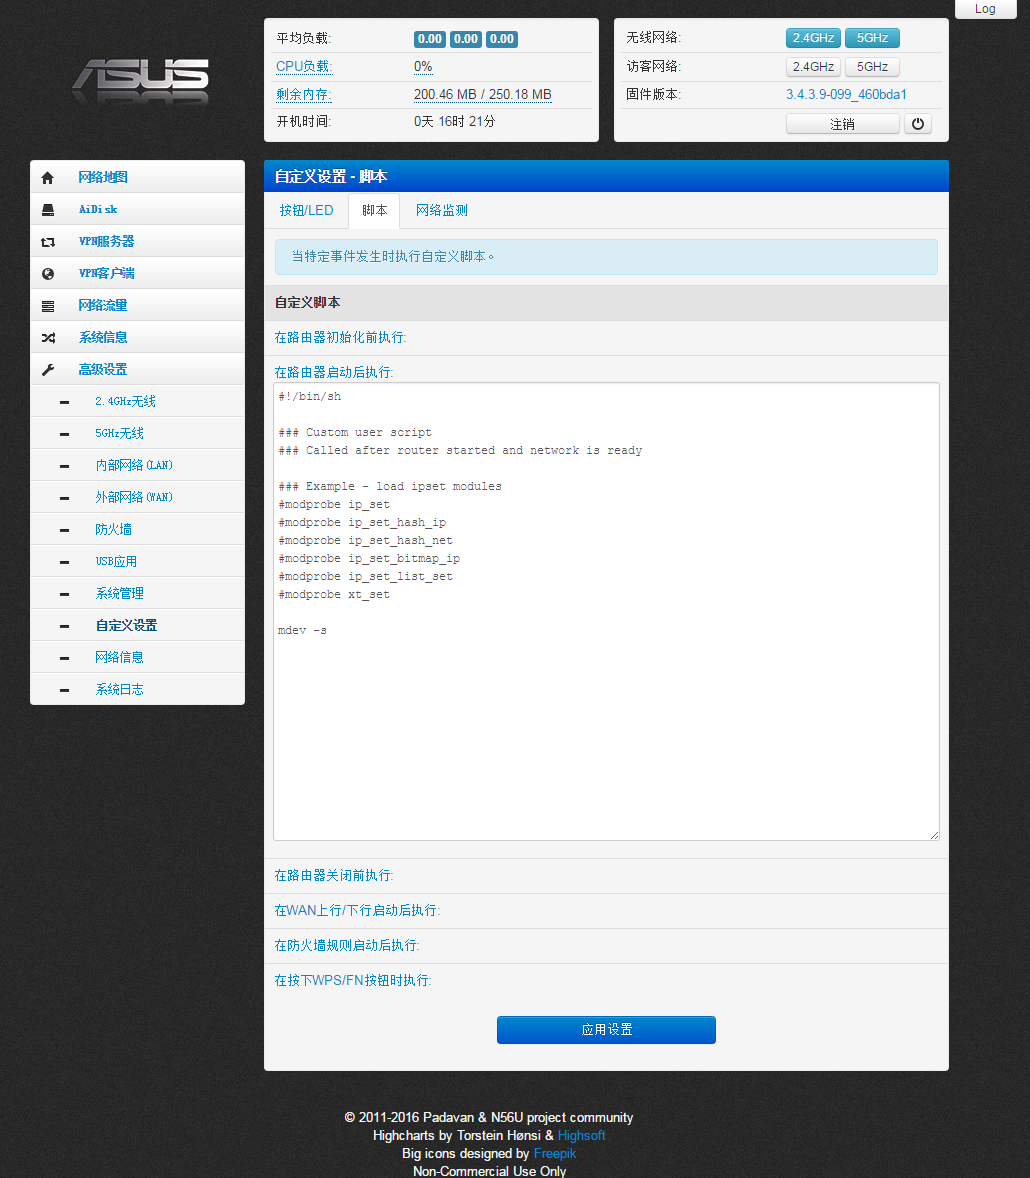 Log
ASUS
平均负载: 0.00 0.00 0.00
CPU负载: 0%
剩余内存: 200.46 MB / 250.18 MB
开机时间: 0天 16时 21分
无线网络: 2.4GHz 5GHz
访客网络: 2.4GHz 5GHz
固件版本: 3.4.3.9-099_460bda1
注销
网络地图
AiDisk
VPN服务器
VPN客户端
网络流量
系统信息
高级设置
2.4GHz无线
5GHz无线
内部网络(LAN)
外部网络(WAN)
防火墙
USB应用
系统管理
自定义设置
网络信息
系统日志
自定义设置 - 脚本
按钮/LED 脚本 网络监测
当特定事件发生时执行自定义脚本。
自定义脚本
在路由器初始化前执行:
在路由器启动后执行:
#!/bin/sh
### Custom user script
### Called after router started and network is ready
### Example - load ipset modules
#modprobe ip_set
#modprobe ip_set_hash_ip
#modprobe ip_set_hash_net
#modprobe ip_set_bitmap_ip
#modprobe ip_set_list_set
#modprobe xt_set
mdev -s
在路由器关闭前执行:
在WAN上行/下行启动后执行:
在防火墙规则启动后执行:
在按下WPS/FN按钮时执行:
应用设置
© 2011-2016 Padavan & N56U project community
Highcharts by Torstein Hønsi & Highsoft
Big icons designed by Freepik
Non-Commercial Use Only